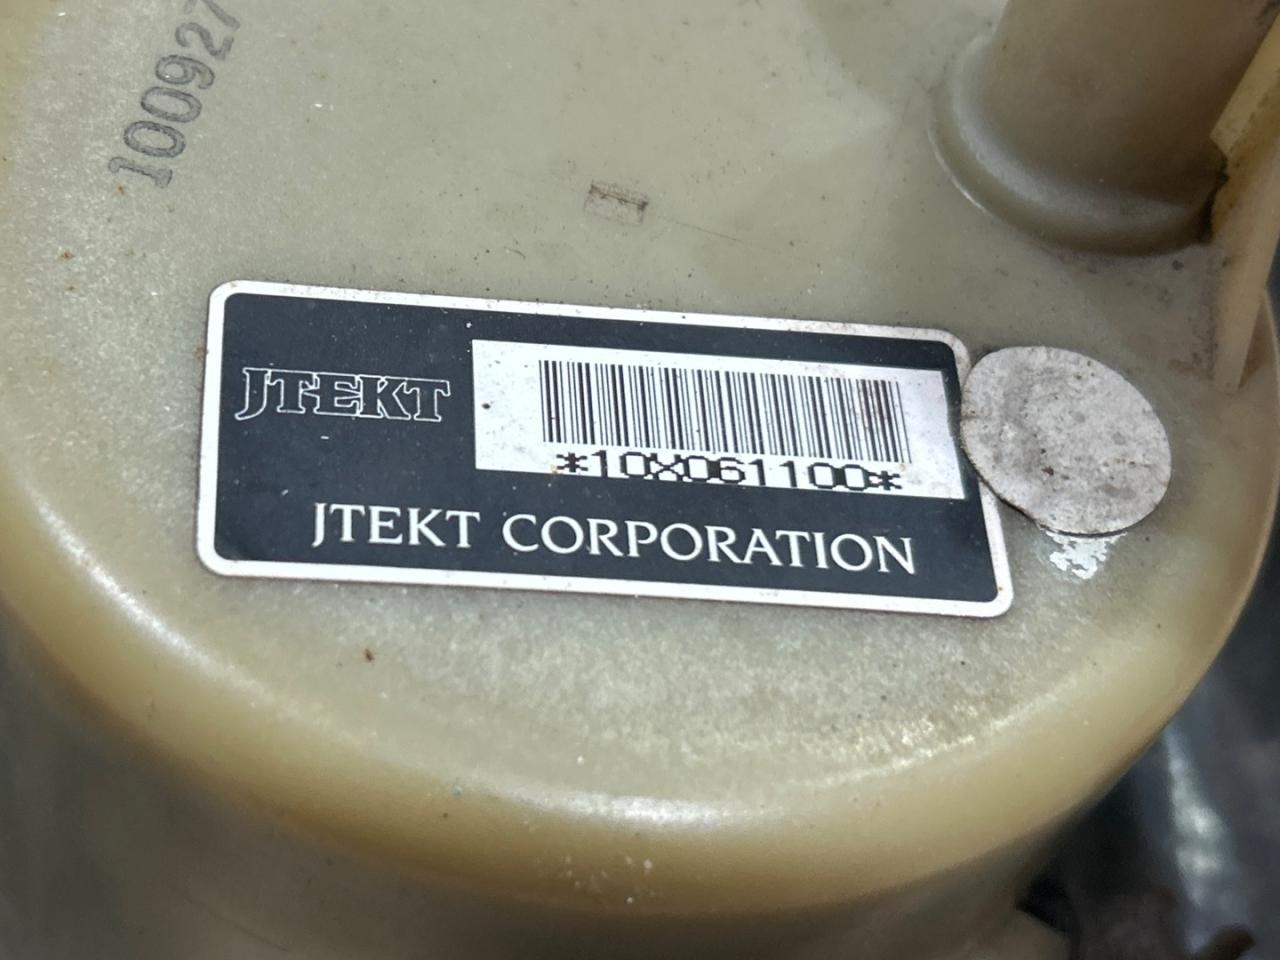 100927
JTEKT
*10X061100*
JTEKT CORPORATION